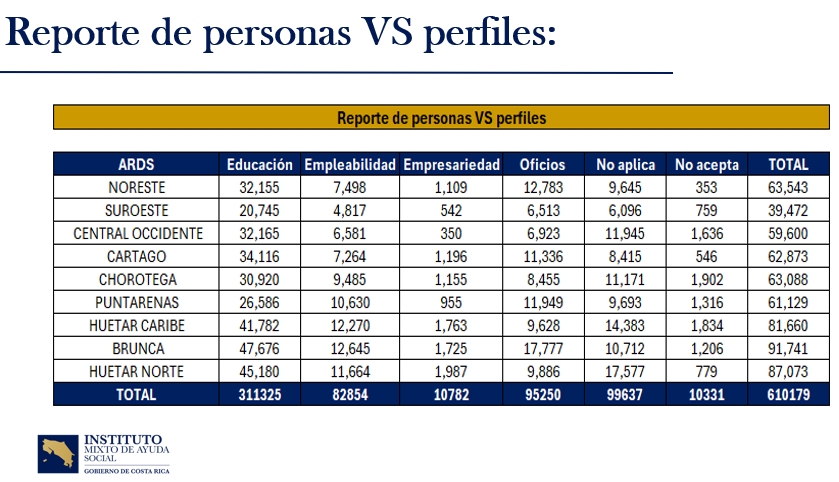 Reporte de personas VS perfiles:
Reporte de personas VS perfiles
ARDS Educación Empleabilidad Empresariedad Oficios No aplica No acepta TOTAL
NORESTE 32,155 7,498 1,109 12,783 9,645 353 63,543
SUROESTE 20,745 4,817 542 6,513 6,096 759 39,472
CENTRAL OCCIDENTE 32,165 6,581 350 6,923 11,945 1,636 59,600
CARTAGO 34,116 7,264 1,196 11,336 8,415 546 62,873
CHOROTEGA 30,920 9,485 1,155 8,455 11,171 1,902 63,088
PUNTARENAS 26,586 10,630 955 11,949 9,693 1,316 61,129
HUETAR CARIBE 41,782 12,270 1,763 9,628 14,383 1,834 81,660
BRUNCA 47,676 12,645 1,725 17,777 10,712 1,206 91,741
HUETAR NORTE 45,180 11,664 1,987 9,886 17,577 779 87,073
TOTAL 311325 82854 10782 95250 99637 10331 610179
INSTITUTO
MIXTO DE AYUDA
SOCIAL
GOBIERNO DE COSTA RICA